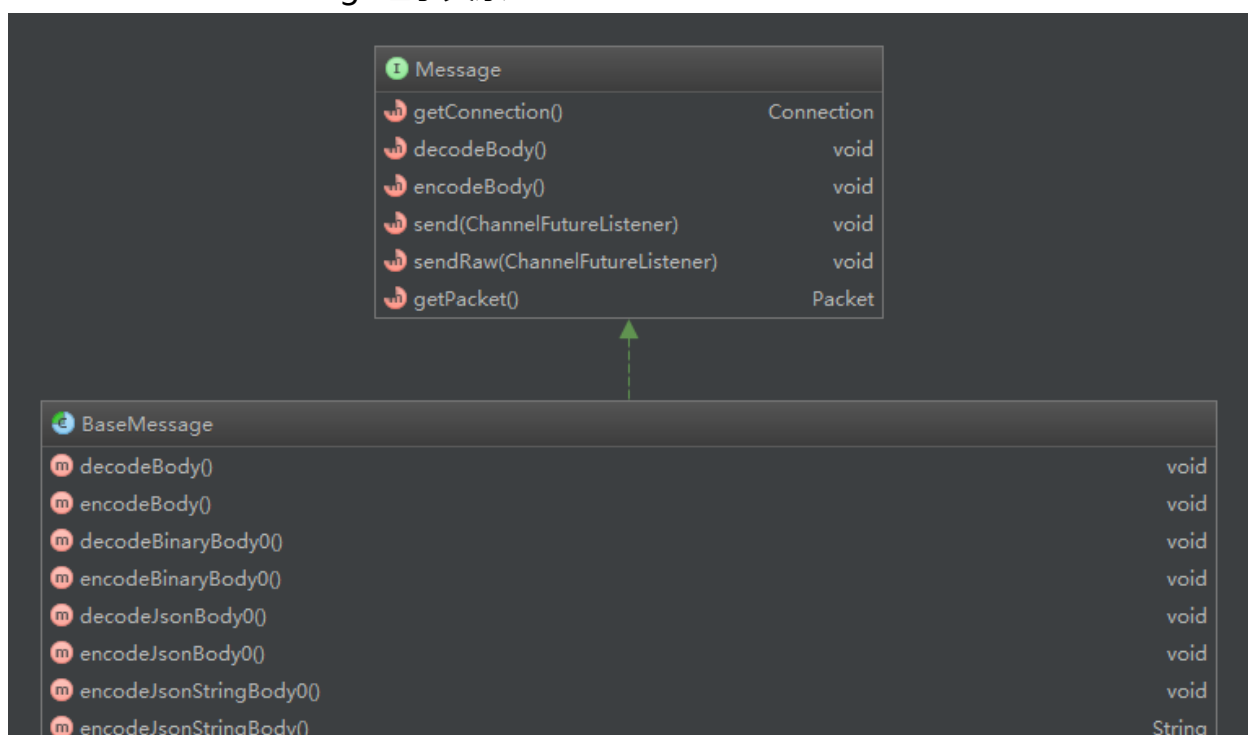 Message
getConnection() Connection
decodeBody() void
encodeBody() void
send(ChannelFutureListener) void
sendRaw(ChannelFutureListener) void
getPacket() Packet
BaseMessage
decodeBody() void
encodeBody() void
decodeBinaryBody0() void
encodeBinaryBody0() void
decodeJsonBody0() void
encodeJsonBody0() void
encodeJsonStringBody0() void
encodeJsonStringBody() String